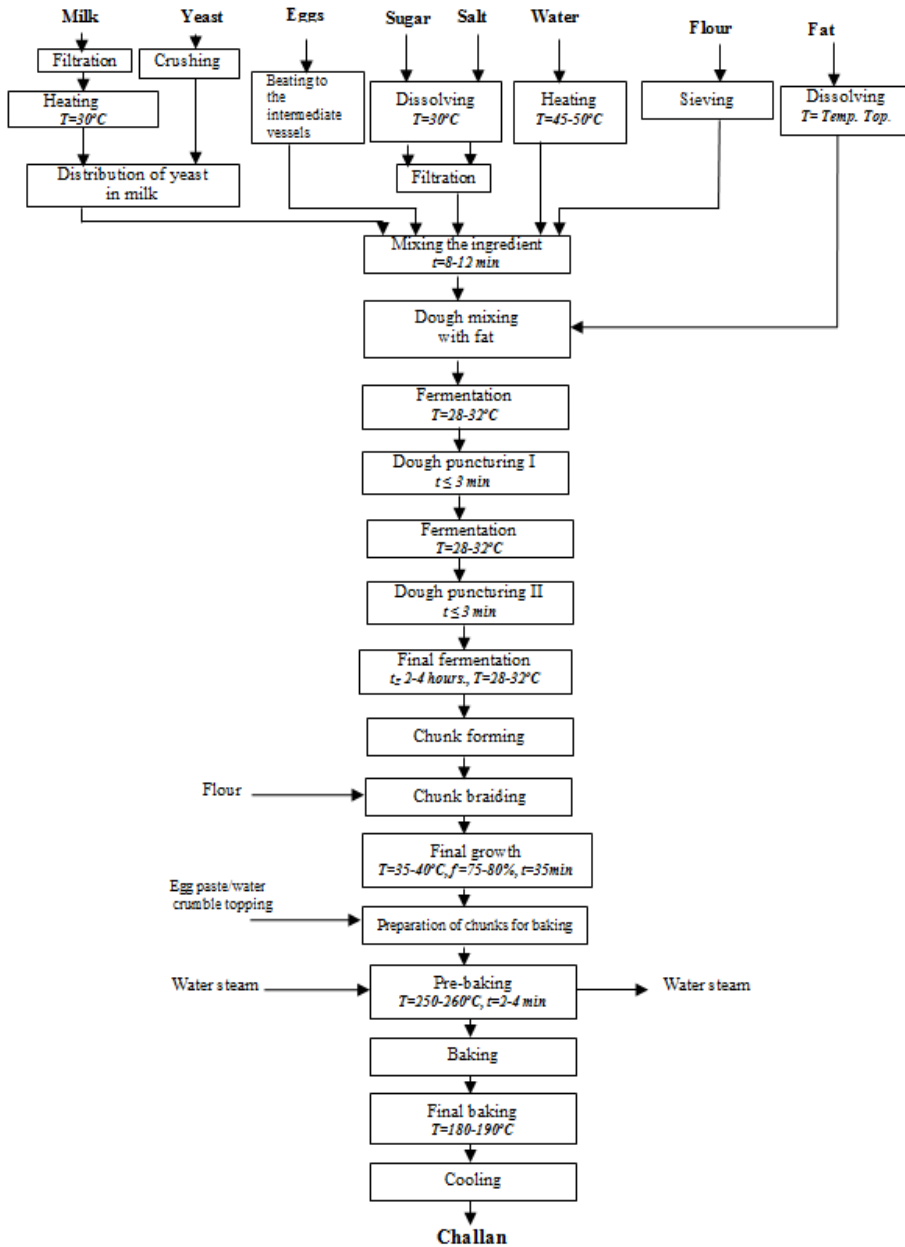 Milk
Yeast
Eggs
Sugar
Salt
Water
Flour
Fat
Filtration
Crushing
Heating
T=30°C
Beating to
the
intermediate
vessels
Dissolving
T=30°C
Heating
T=45-50°C
Sieving
Dissolving
T= Temp. Top.
Distribution of yeast
in milk
Filtration
Mixing the ingredient
t=8-12 min
Dough mixing
with fat
Fermentation
T=28-32°C
Dough puncturing I
t ≤ 3 min
Fermentation
T=28-32°C
Dough puncturing II
t ≤ 3 min
Final fermentation
t= 2-4 hours., T=28-32°C
Chunk forming
Flour
Chunk braiding
Final growth
T=35-40°C, f=75-80%, t=35min
Egg paste/water
crumble topping
Preparation of chunks for baking
Water steam
Pre-baking
T=250-260°C, t=2-4 min
Water steam
Baking
Final baking
T=180-190°C
Cooling
Challan